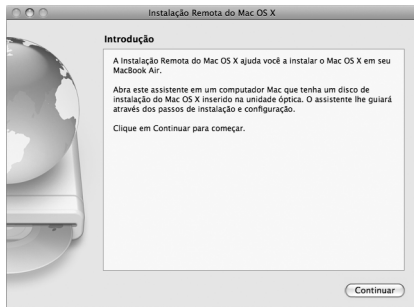 Instalação Remota do Mac OS X
Introdução
A Instalação Remota do Mac OS X ajuda você a instalar o Mac OS X em seu
MacBook Air.
Abra este assistente em um computador Mac que tenha um disco de
instalação do Mac OS X inserido na unidade óptica. O assistente lhe guiará
através dos passos de instalação e configuração.
Clique em Continuar para começar.
Continuar